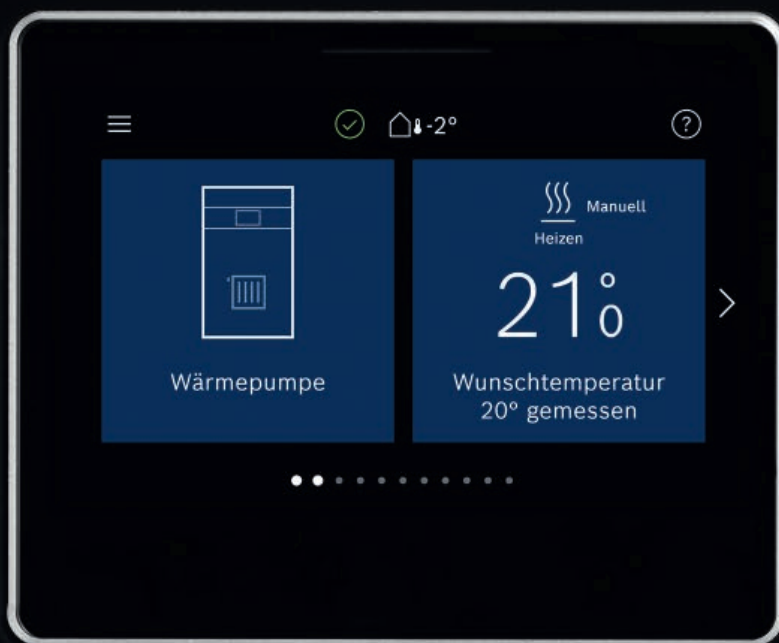 -2°
?
Manuell
Heizen
21°0
Wärmepumpe
Wunschtemperatur
20° gemessen